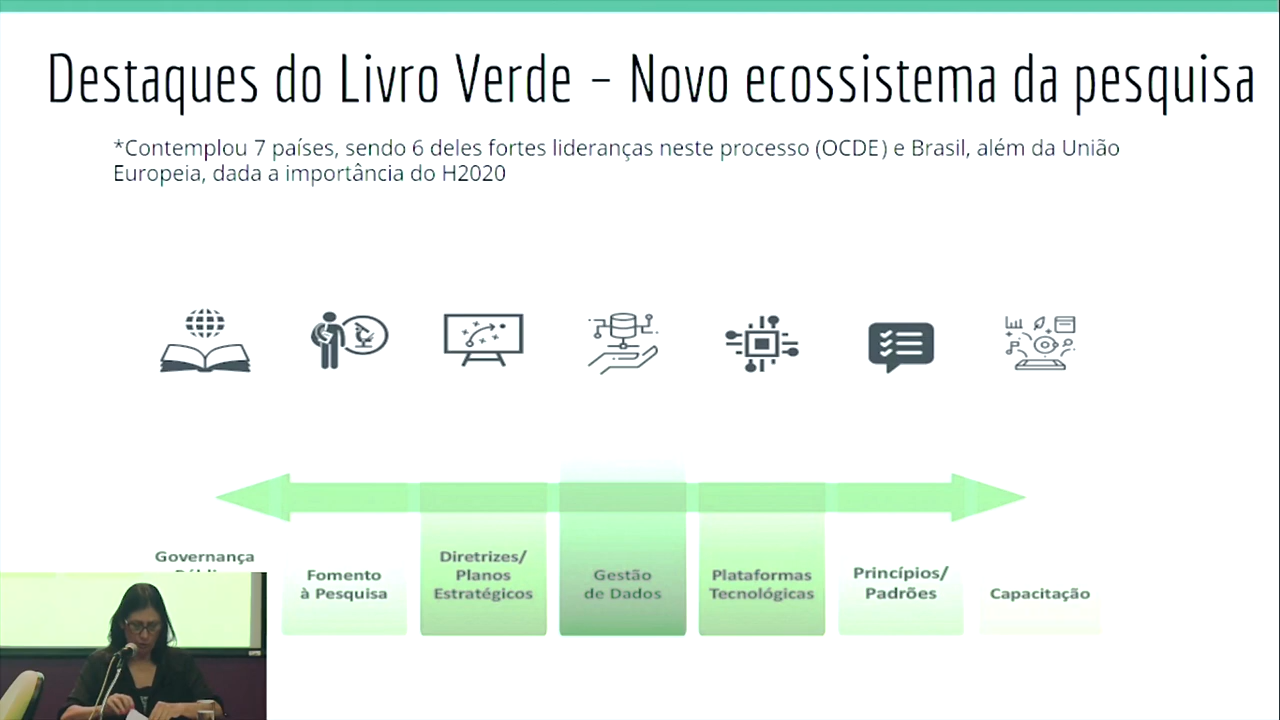 Destaques do Livro Verde – Novo ecossistema da pesquisa
*Contemplou 7 países, sendo 6 deles fortes lideranças neste processo (OCDE) e Brasil, além da União
Europeia, dada a importância do H2020
Governança
Fomento
à Pesquisa
Diretrizes/
Planos
Estratégicos
Gestão
de Dados
Plataformas
Tecnológicas
Princípios/
Padrões
Capacitação